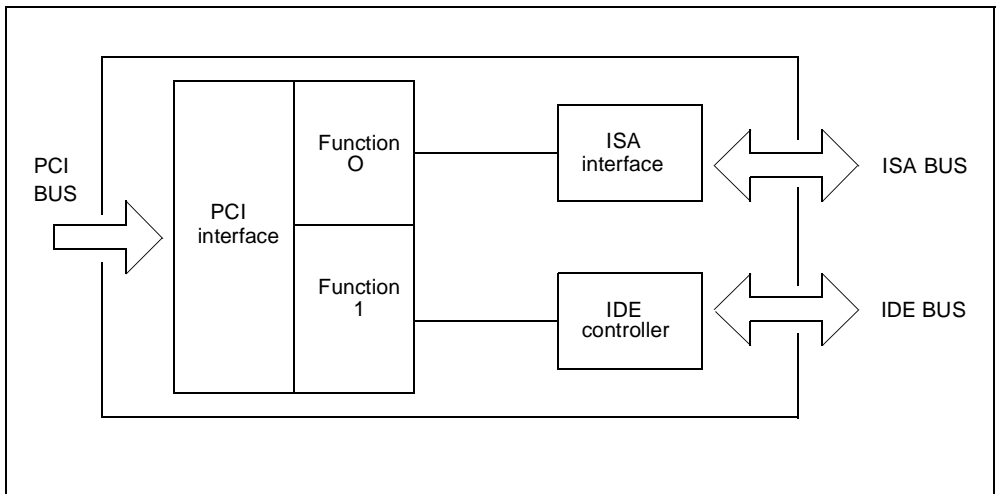 PCI
BUS
PCI
interface
Function
O
Function
1
ISA
interface
IDE
controller
ISA BUS
IDE BUS